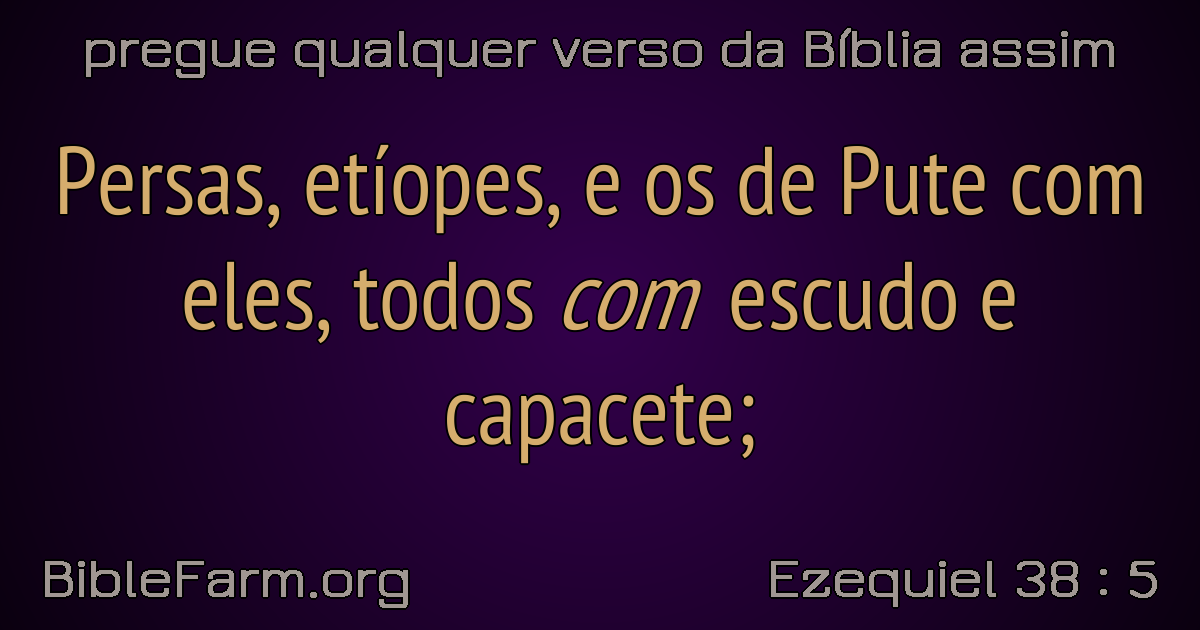 pregue qualquer verso da Bíblia assim
Persas, etíopes, e os de Pute com
eles, todos com escudo e
capacete;
BibleFarm.org
Ezequiel 38 : 5